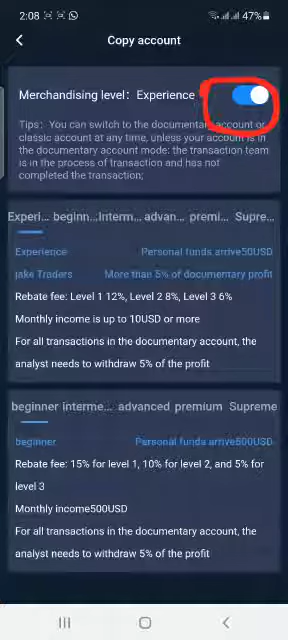 2:08 47%
Copy account
Merchandising level: Experience
Tips: You can switch to the documentary account or
classic account at any time, unless your account is in
the documentary account mode: the transaction team
is in the process of transaction and has not
completed the transaction;
Experi... beginn...Interm... advan... premi... Supre...
Experience Personal funds arrive50USD
jake Traders More than 5% of documentary profit
Rebate fee: Level 1 12%, Level 2 8%, Level 3 6%
Monthly income is up to 10USD or more
For all transactions in the documentary account, the
analyst needs to withdraw 5% of the profit
beginner interme... advanced premium Supreme
beginner Personal funda arrive500USD
Rebate fee: 15% for level 1, 10% for level 2, and 5% for
level 3
Monthly income500USD
For all transactions in the documentary account, the
analyst needs to withdraw 5% of the profit